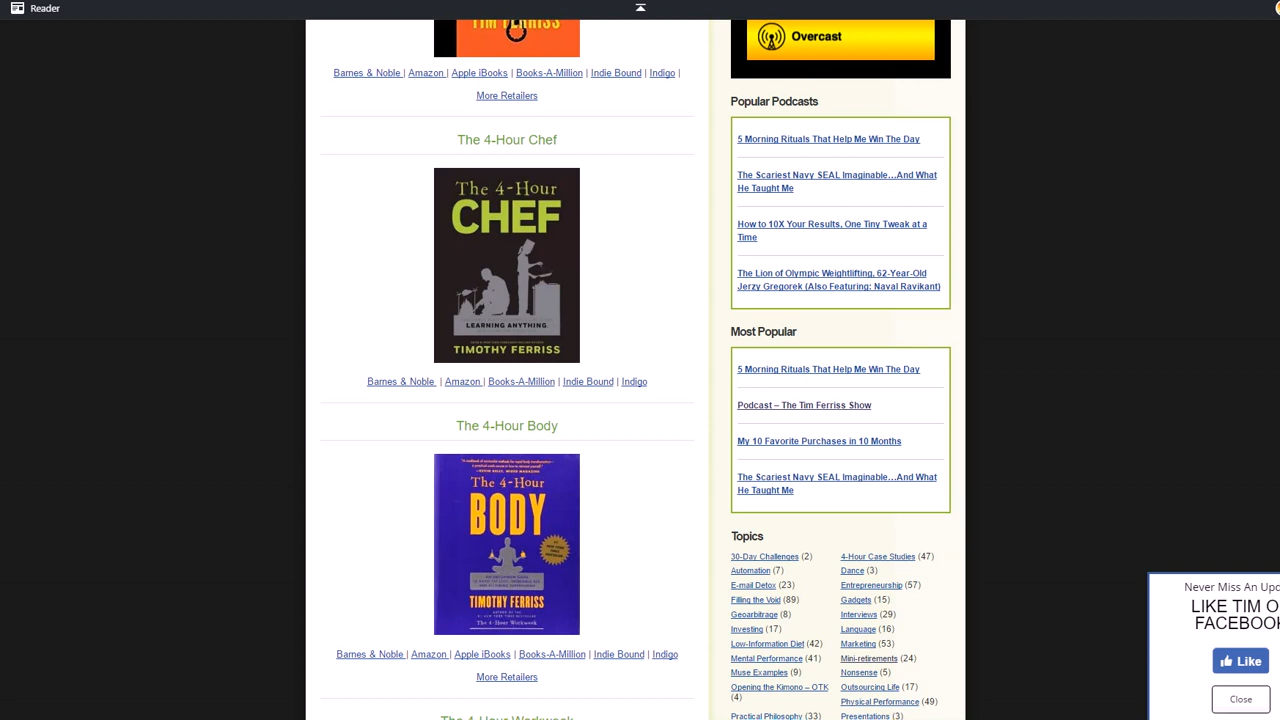 Reader
TIM FERRISS
Barnes & Noble | Amazon | Apple iBooks | Books-A-Million | Indie Bound | Indigo |
More Retailers
The 4-Hour Chef
The 4-Hour
CHEF
LEARNING ANYTHING
TIMOTHY FERRISS
Barnes & Noble | Amazon | Books-A-Million | Indie Bound | Indigo
The 4-Hour Body
The 4-Hour
BODY
TIMOTHY FERRISS
The 4-Hour Workweek
Barnes & Noble | Amazon | Apple iBooks | Books-A-Million | Indie Bound | Indigo
More Retailers
The 4-Hour Workweek
Overcast
Popular Podcasts
5 Morning Rituals That Help Me Win The Day
The Scariest Navy SEAL Imaginable…And What
He Taught Me
How to 10X Your Results, One Tiny Tweak at a
Time
The Lion of Olympic Weightlifting, 62-Year-Old
Jerzy Gregorek (Also Featuring: Naval Ravikant)
Most Popular
5 Morning Rituals That Help Me Win The Day
Podcast – The Tim Ferriss Show
My 10 Favorite Purchases in 10 Months
The Scariest Navy SEAL Imaginable…And What
He Taught Me
Topics
30-Day Challenges (2)
Automation (7)
E-mail Detox (23)
Filling the Void (89)
Geoarbitrage (8)
Investing (17)
Low-Information Diet (42)
Mental Performance (41)
Muse Examples (9)
Opening the Kimono – OTK
(4)
Practical Philosophy (33)
4-Hour Case Studies (47)
Dance (3)
Entrepreneurship (57)
Gadgets (15)
Interviews (29)
Language (16)
Marketing (53)
Mini-retirements (24)
Nonsense (5)
Outsourcing Life (17)
Physical Performance (49)
Presentations (3)
Never Miss An Upd
LIKE TIM O
FACEBOOK
Like
Close